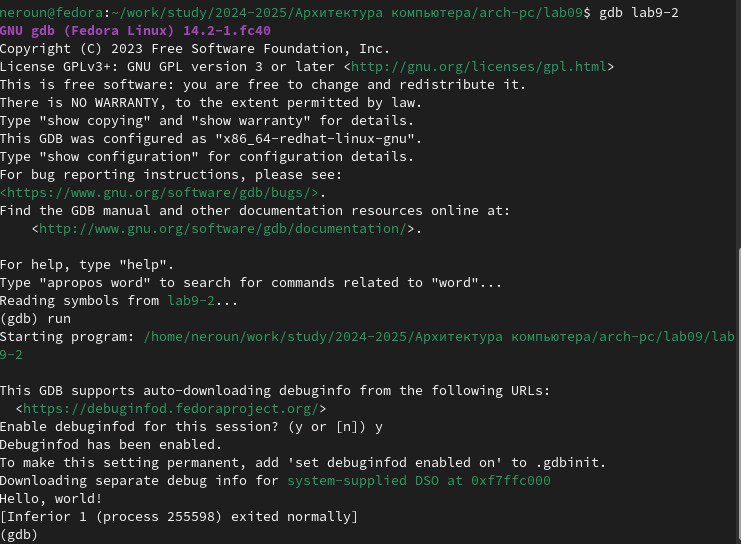 neroun@fedora:~/work/study/2024-2025/Архитектура компьютера/arch-pc/lab09$ gdb lab9-2
GNU gdb (Fedora Linux) 14.2-1.fc40
Copyright (C) 2023 Free Software Foundation, Inc.
License GPLv3+: GNU GPL version 3 or later <http://gnu.org/licenses/gpl.html>
This is free software: you are free to change and redistribute it.
There is NO WARRANTY, to the extent permitted by law.
Type "show copying" and "show warranty" for details.
This GDB was configured as "x86_64-redhat-linux-gnu".
Type "show configuration" for configuration details.
For bug reporting instructions, please see:
<https://www.gnu.org/software/gdb/bugs/>.
Find the GDB manual and other documentation resources online at:
    <http://www.gnu.org/software/gdb/documentation/>.

For help, type "help".
Type "apropos word" to search for commands related to "word"...
Reading symbols from lab9-2...
(gdb) run
Starting program: /home/neroun/work/study/2024-2025/Архитектура компьютера/arch-pc/lab09/lab
9-2

This GDB supports auto-downloading debuginfo from the following URLs:
  <https://debuginfod.fedoraproject.org/>
Enable debuginfod for this session? (y or [n]) y
Debuginfod has been enabled.
To make this setting permanent, add 'set debuginfod enabled on' to .gdbinit.
Downloading separate debug info for system-supplied DSO at 0xf7ffc000
Hello, world!
[Inferior 1 (process 255598) exited normally]
(gdb)